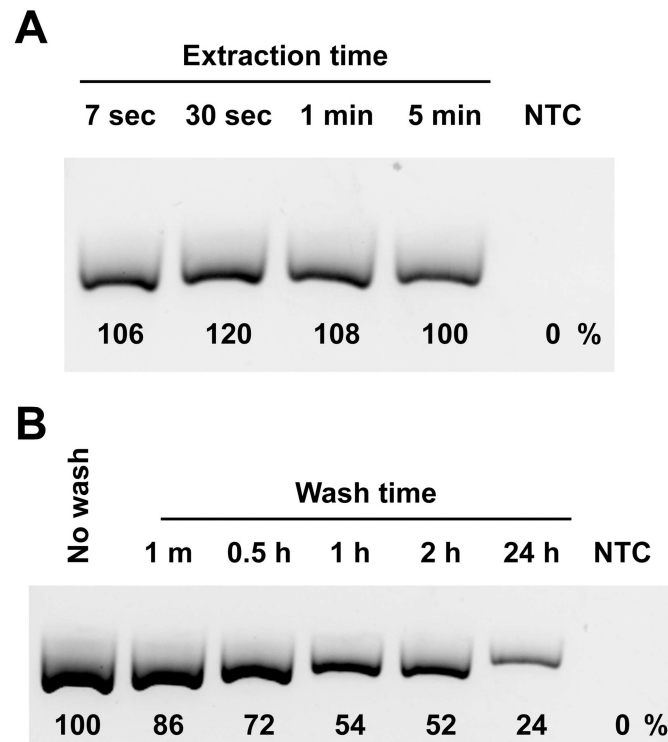 A
Extraction time
7 sec 30 sec 1 min 5 min NTC
106 120 108 100 0 %
B
No wash
Wash time
1 m 0.5 h 1 h 2 h 24 h NTC
100 86 72 54 52 24 0 %